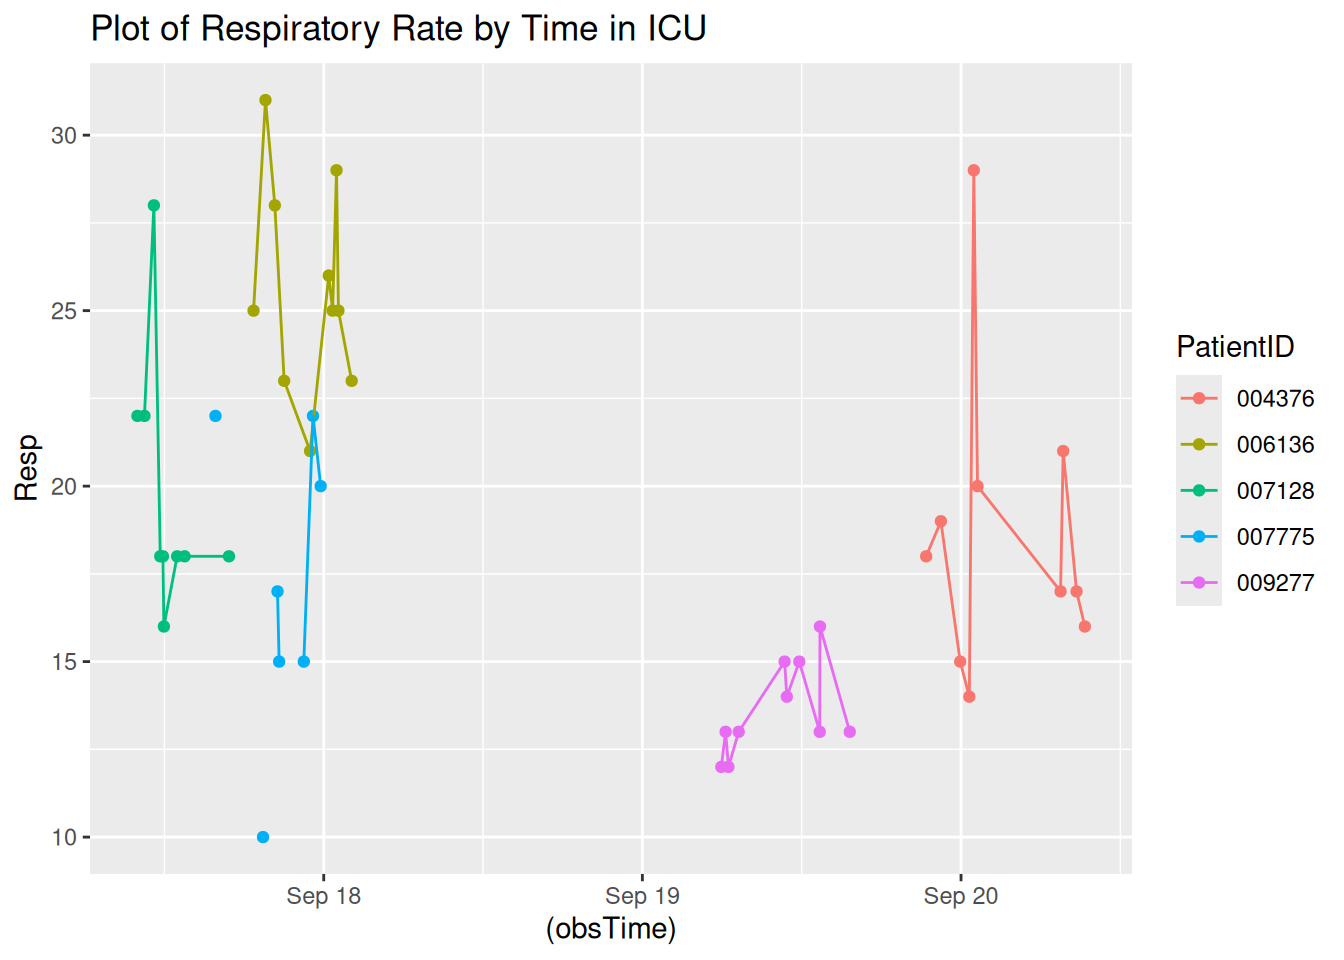 Plot of Respiratory Rate by Time in ICU
30
25
20
15
10
Resp
Sep 18
Sep 19
Sep 20
(obsTime)
PatientID
004376
006136
007128
007775
009277